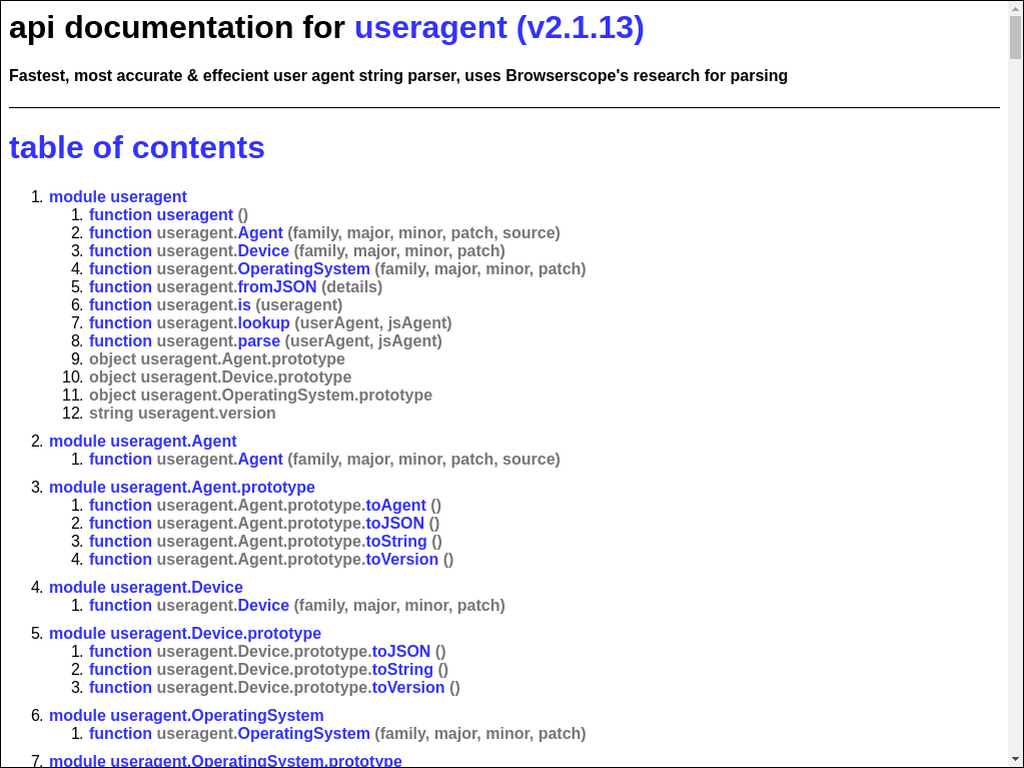 api documentation for useragent (v2.1.13)
Fastest, most accurate & effecient user agent string parser, uses Browserscope's research for parsing
table of contents
1. module useragent
1. function useragent ()
2. function useragent.Agent (family, major, minor, patch, source)
3. function useragent.Device (family, major, minor, patch)
4. function useragent.OperatingSystem (family, major, minor, patch)
5. function useragent.fromJSON (details)
6. function useragent.is (useragent)
7. function useragent.lookup (userAgent, jsAgent)
8. function useragent.parse (userAgent, jsAgent)
9. object useragent.Agent.prototype
10. object useragent.Device.prototype
11. object useragent.OperatingSystem.prototype
12. string useragent.version
2. module useragent.Agent
1. function useragent.Agent (family, major, minor, patch, source)
3. module useragent.Agent.prototype
1. function useragent.Agent.prototype.toAgent ()
2. function useragent.Agent.prototype.toJSON ()
3. function useragent.Agent.prototype.toString ()
4. function useragent.Agent.prototype.toVersion ()
4. module useragent.Device
1. function useragent.Device (family, major, minor, patch)
5. module useragent.Device.prototype
1. function useragent.Device.prototype.toJSON ()
2. function useragent.Device.prototype.toString ()
3. function useragent.Device.prototype.toVersion ()
6. module useragent.OperatingSystem
1. function useragent.OperatingSystem (family, major, minor, patch)
7. module useragent.OperatingSystem.prototype